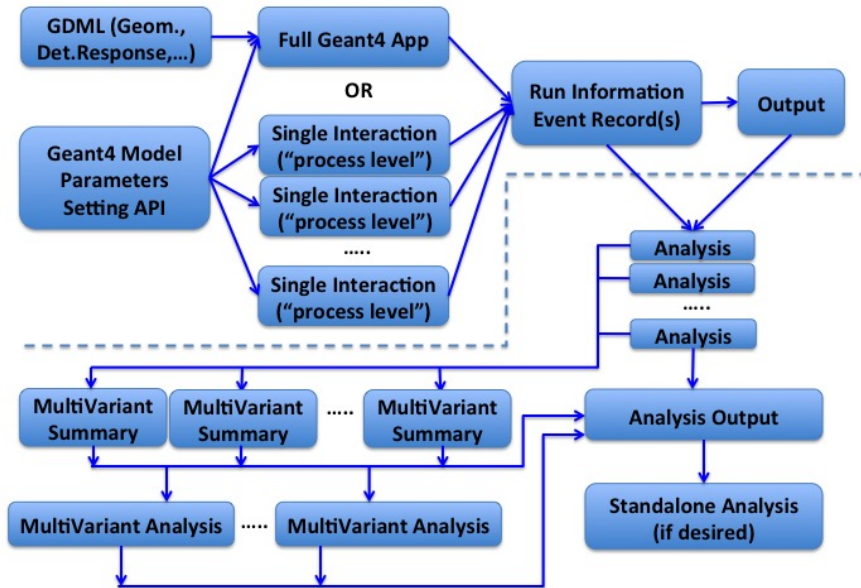 GDML (Geom.,
Det.Response,…)
Full Geant4 App
OR
Geant4 Model
Parameters
Setting API
Single Interaction
(“process level”)
Single Interaction
(“process level”)
…..
Single Interaction
(“process level”)
Run Information
Event Record(s)
Output
Analysis
Analysis
…..
Analysis
MultiVariant
Summary
MultiVariant
Summary
…..
MultiVariant
Summary
Analysis Output
MultiVariant Analysis
…..
MultiVariant Analysis
Standalone Analysis
(if desired)